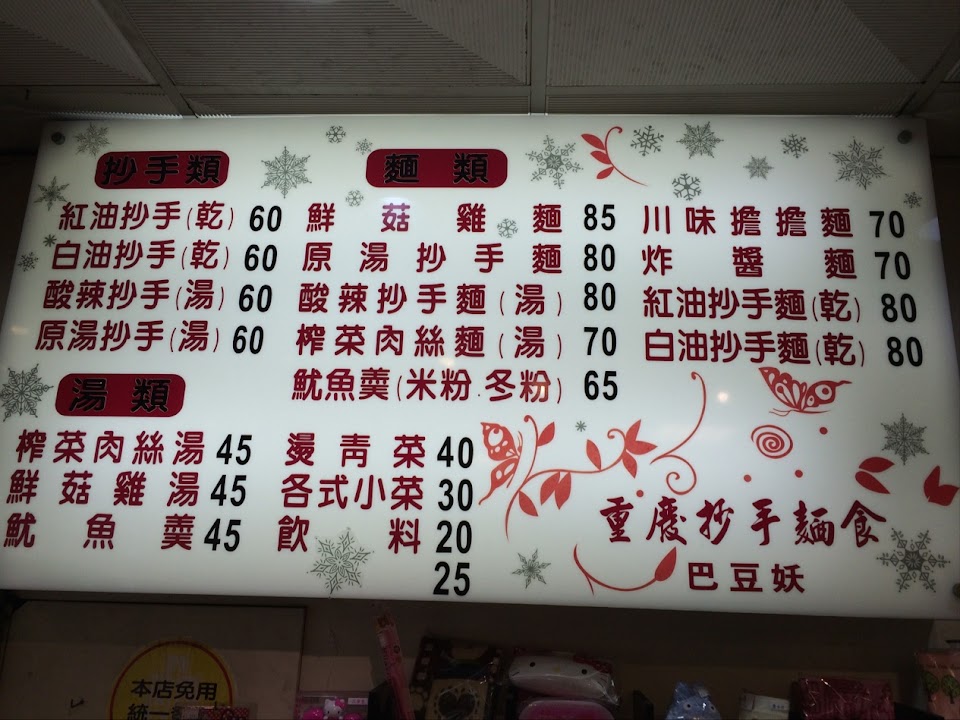 抄手類
紅油抄手(乾) 60
白油抄手(乾) 60
酸辣抄手(湯) 60
原湯抄手(湯) 60
湯類
榨菜肉絲湯 45
鮮菇雞湯 45
魷魚羹 45
麵類
鮮菇雞麵 85
原湯抄手麵 80
酸辣抄手麵(湯) 80
榨菜肉絲麵(湯) 70
魷魚羹(米粉.冬粉) 65
燙青菜 40
各式小菜 30
飲料 20
25
川味擔擔麵 70
炸醬麵 70
紅油抄手麵(乾) 80
白油抄手麵(乾) 80
重慶抄手麵食
巴豆妖
本店免用
統一